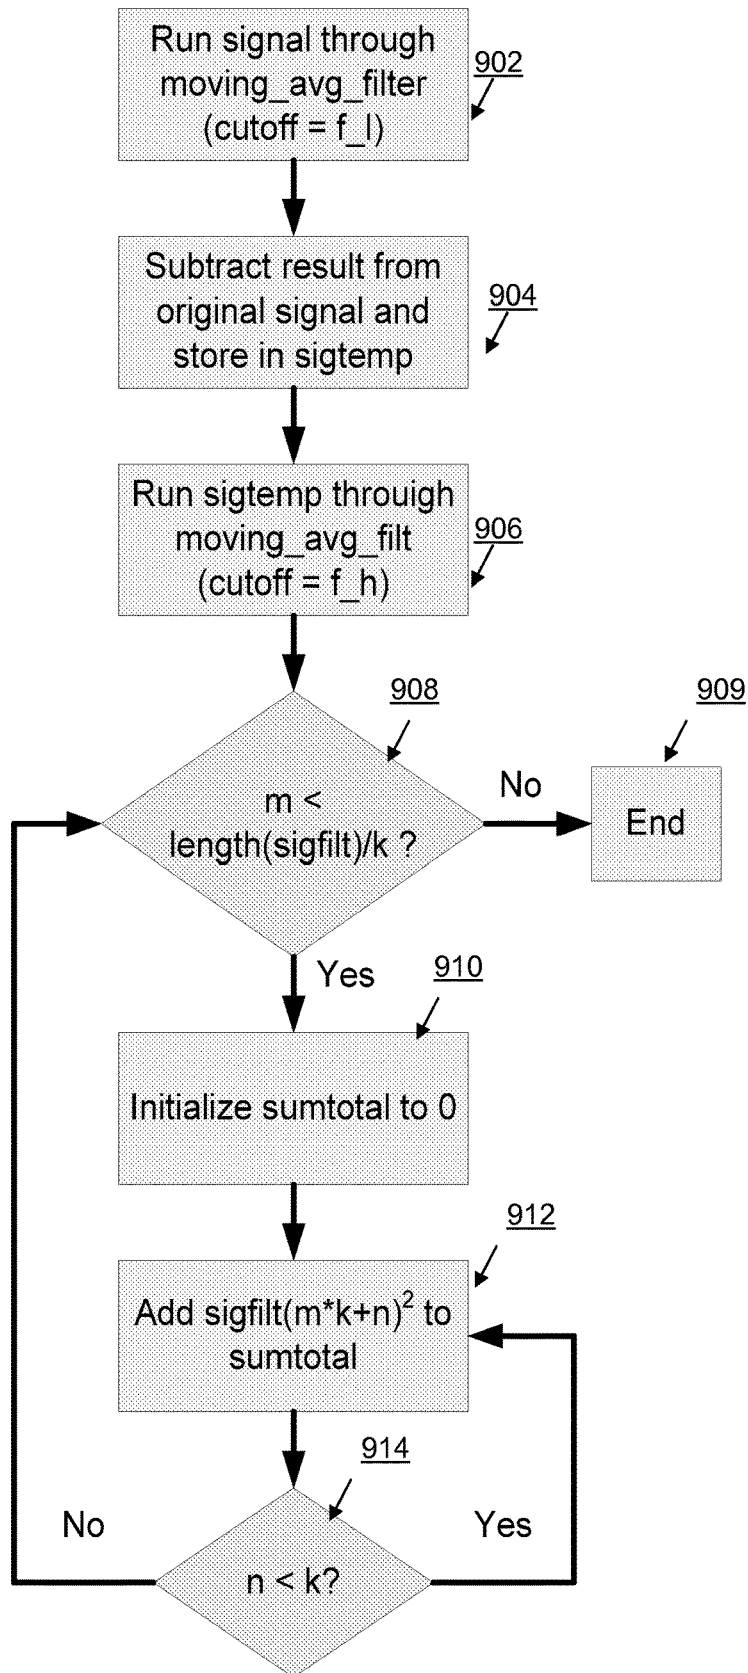 Run signal through
moving_avg_filter
(cutoff = f_l)
902
Subtract result from
original signal and
store in sigtemp
904
Run sigtemp throuigh
moving_avg_filt
(cutoff = f_h)
906
908
909
m <
length(sigfilt)/k ?
No
End
Yes
910
Initialize sumtotal to 0
912
Add sigfilt(m*k+n)² to
sumtotal
914
No
Yes
n < k?